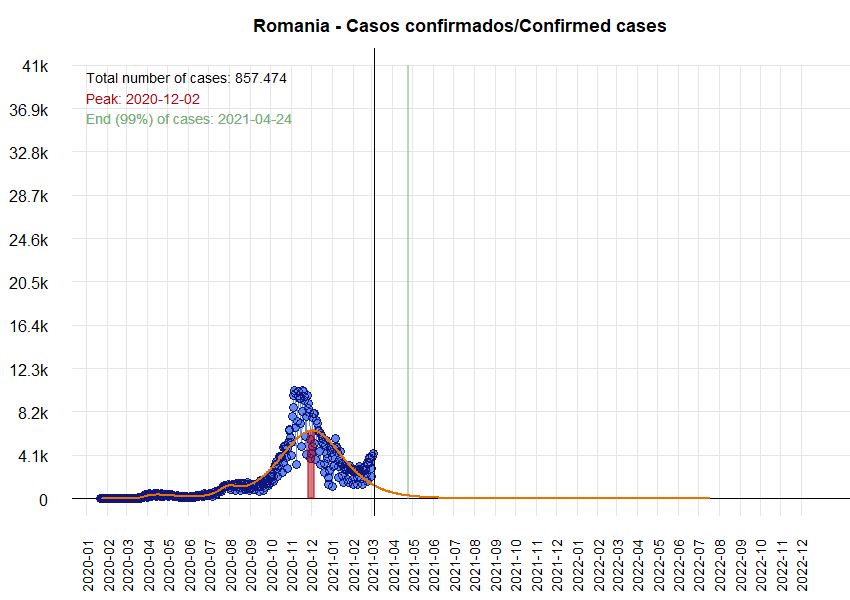 Romania - Casos confirmados/Confirmed cases
41k
36.9k
32.8k
28.7k
24.6k
20.5k
16.4k
12.3k
8.2k
4.1k
0
Total number of cases: 857.474
Peak: 2020-12-02
End (99%) of cases: 2021-04-24
2020-01
2020-02
2020-03
2020-04
2020-05
2020-06
2020-07
2020-08
2020-09
2020-10
2020-11
2020-12
2021-01
2021-02
2021-03
2021-04
2021-05
2021-06
2021-07
2021-08
2021-09
2021-10
2021-11
2021-12
2022-02
2022-03
2022-04
2022-05
2022-06
2022-07
2022-08
2022-09
2022-10
2022-11
2022-12